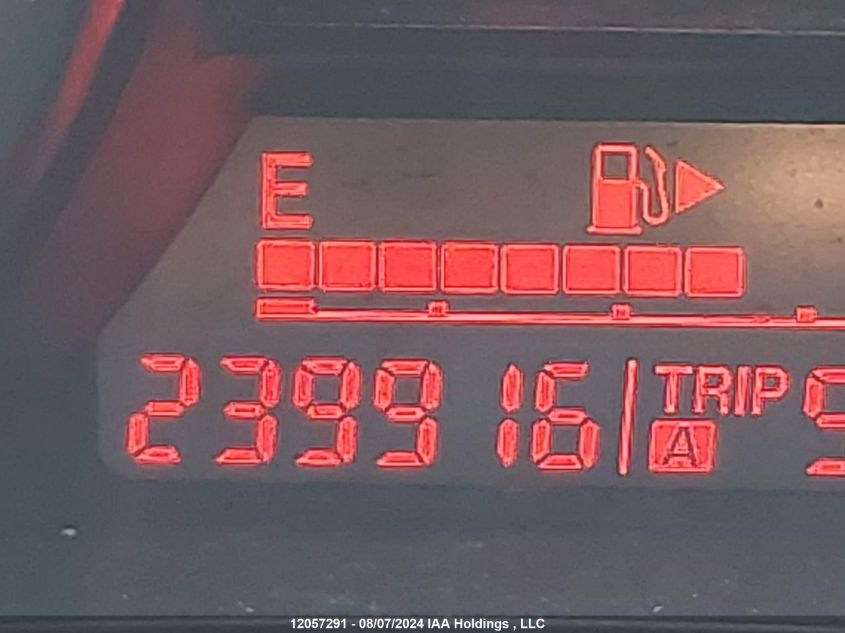 E
239916 TRIP
A
12057291 - 08/07/2024 IAA Holdings , LLC